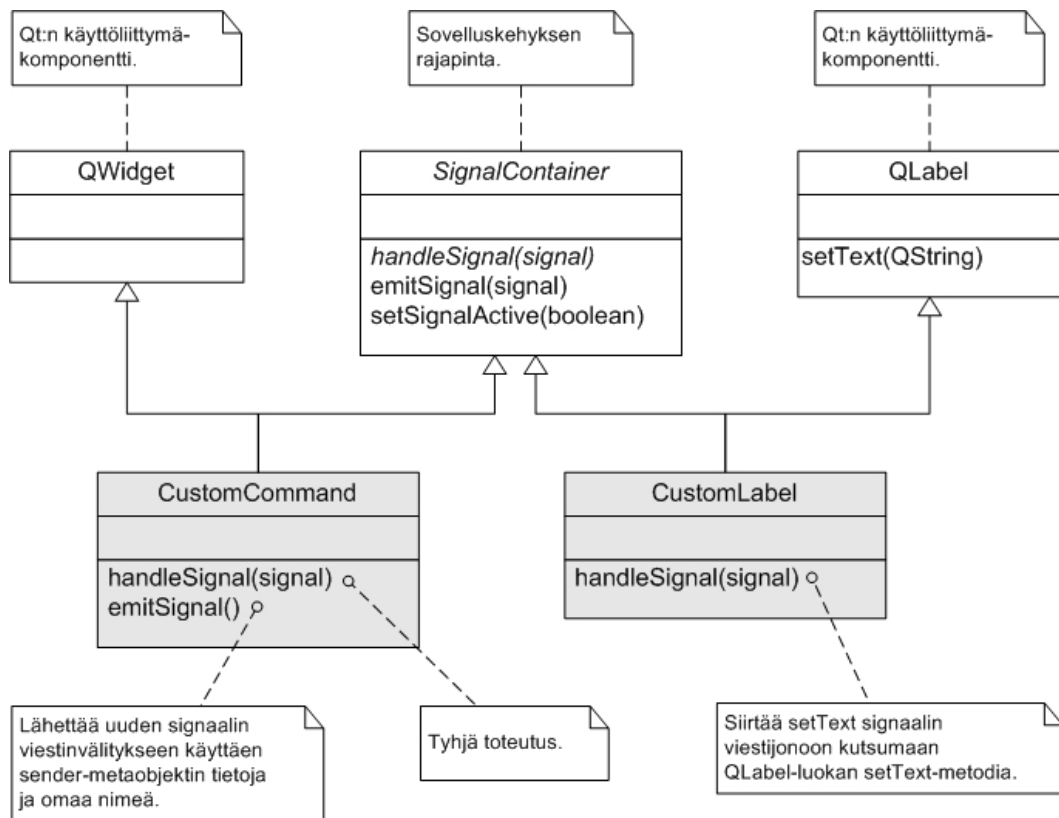 Qt:n käyttöliittymä-
komponentti.
Sovelluskehyksen
rajapinta.
Qt:n käyttöliittymä-
komponentti.
QWidget
SignalContainer
handleSignal(signal)
emitSignal(signal)
setSignalActive(boolean)
QLabel
setText(QString)
CustomCommand
handleSignal(signal)
emitSignal()
CustomLabel
handleSignal(signal)
Lähettää uuden signaalin
viestinvälitykseen käyttäen
sender-metaobjektin tietoja
ja omaa nimeä.
Tyhjä toteutus.
Siirtää setText signaalin
viestijonoon kutsumaan
QLabel-luokan setText-metodia.